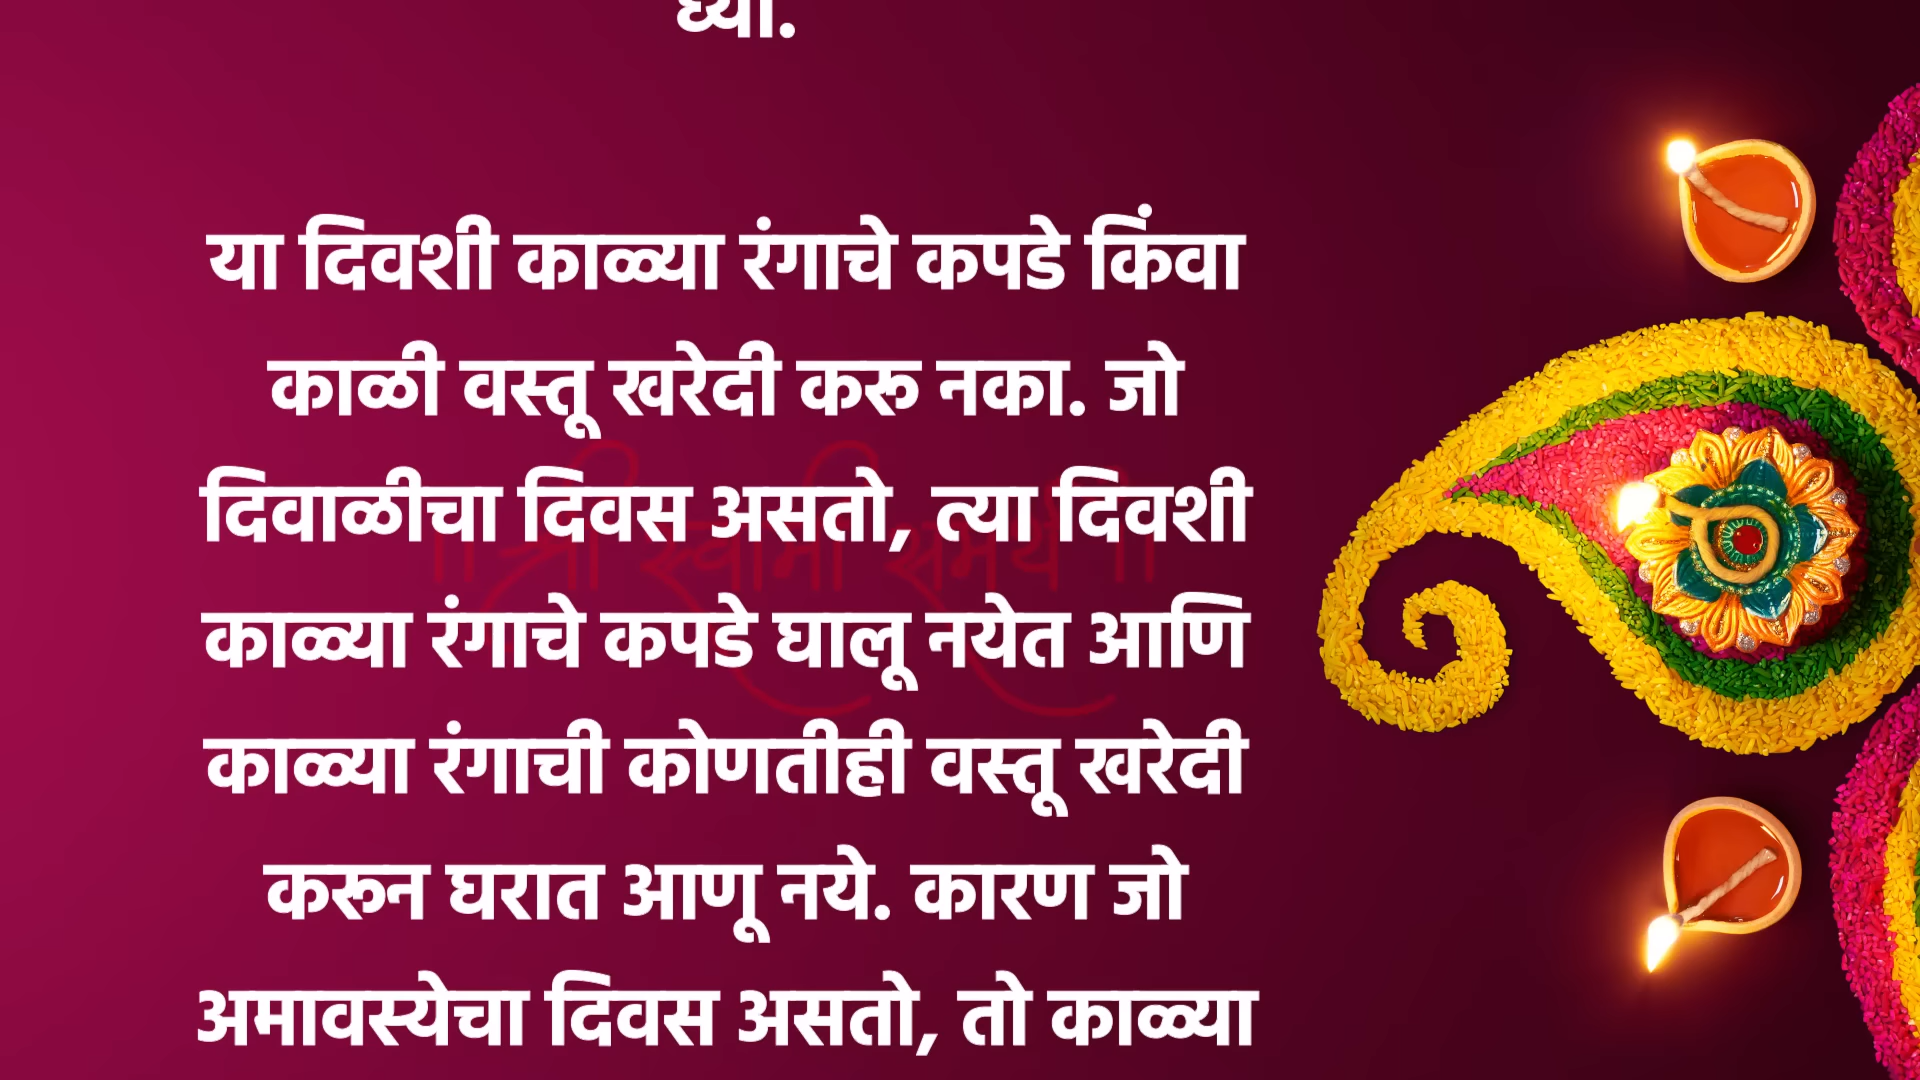 घ्या.
या दिवशी काळ्या रंगाचे कपडे किंवा
काळी वस्तू खरेदी करू नका. जो
दिवाळीचा दिवस असतो, त्या दिवशी
काळ्या रंगाचे कपडे घालू नयेत आणि
काळ्या रंगाची कोणतीही वस्तू खरेदी
करून घरात आणू नये. कारण जो
अमावस्येचा दिवस असतो, तो काळ्या
॥ श्री स्वामी समर्थ ॥